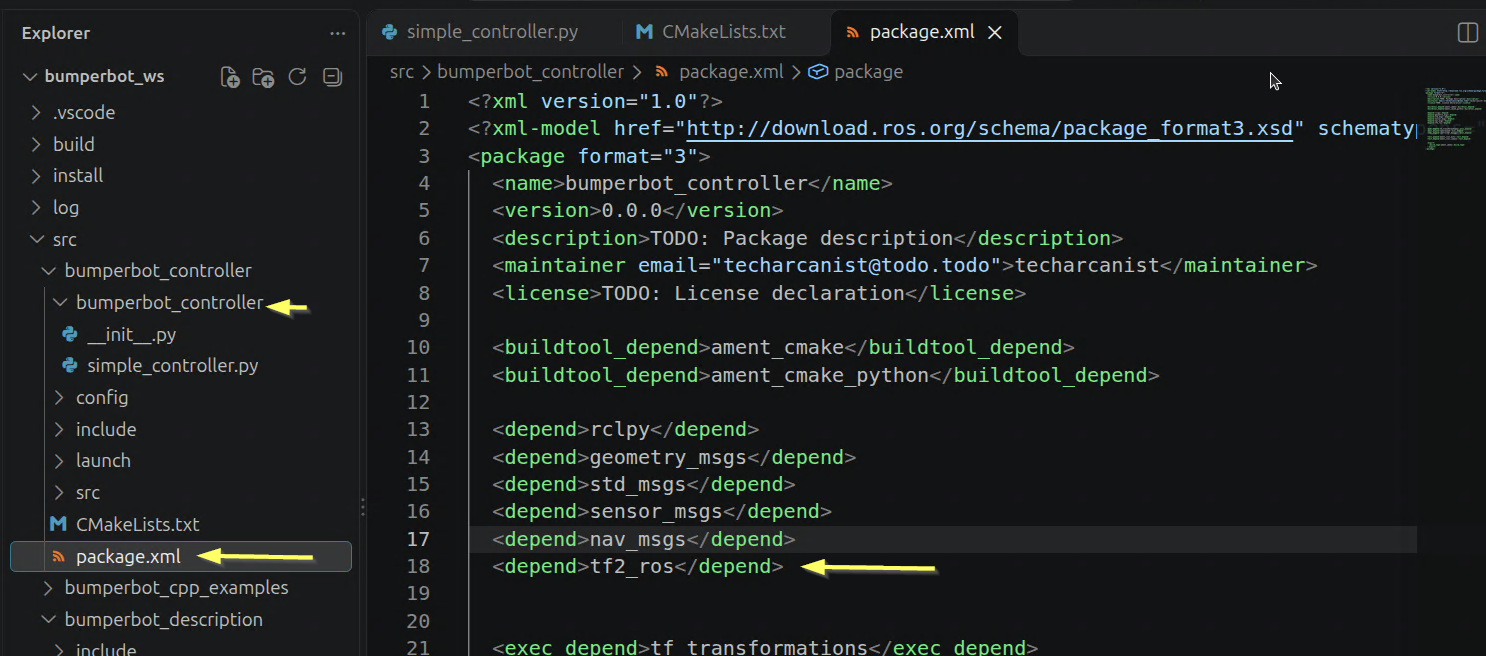 Explorer
bumperbot_ws
.vscode
build
install
log
src
bumperbot_controller
bumperbot_controller
__init__.py
simple_controller.py
config
include
launch
src
CMakeLists.txt
package.xml
bumperbot_cpp_examples
bumperbot_description
include
simple_controller.py
CMakeLists.txt
package.xml
src > bumperbot_controller > package.xml > package
1 <?xml version="1.0"?>
2 <?xml-model href="http://download.ros.org/schema/package_format3.xsd" schematyp
3 <package format="3">
4 <name>bumperbot_controller</name>
5 <version>0.0.0</version>
6 <description>TODO: Package description</description>
7 <maintainer email="techarcanist@todo.todo">techarcanist</maintainer>
8 <license>TODO: License declaration</license>
9
10 <buildtool_depend>ament_cmake</buildtool_depend>
11 <buildtool_depend>ament_cmake_python</buildtool_depend>
12
13 <depend>rclpy</depend>
14 <depend>geometry_msgs</depend>
15 <depend>std_msgs</depend>
16 <depend>sensor_msgs</depend>
17 <depend>nav_msgs</depend>
18 <depend>tf2_ros</depend>
19
20
21 <exec_depend>tf_transformations</exec_depend>